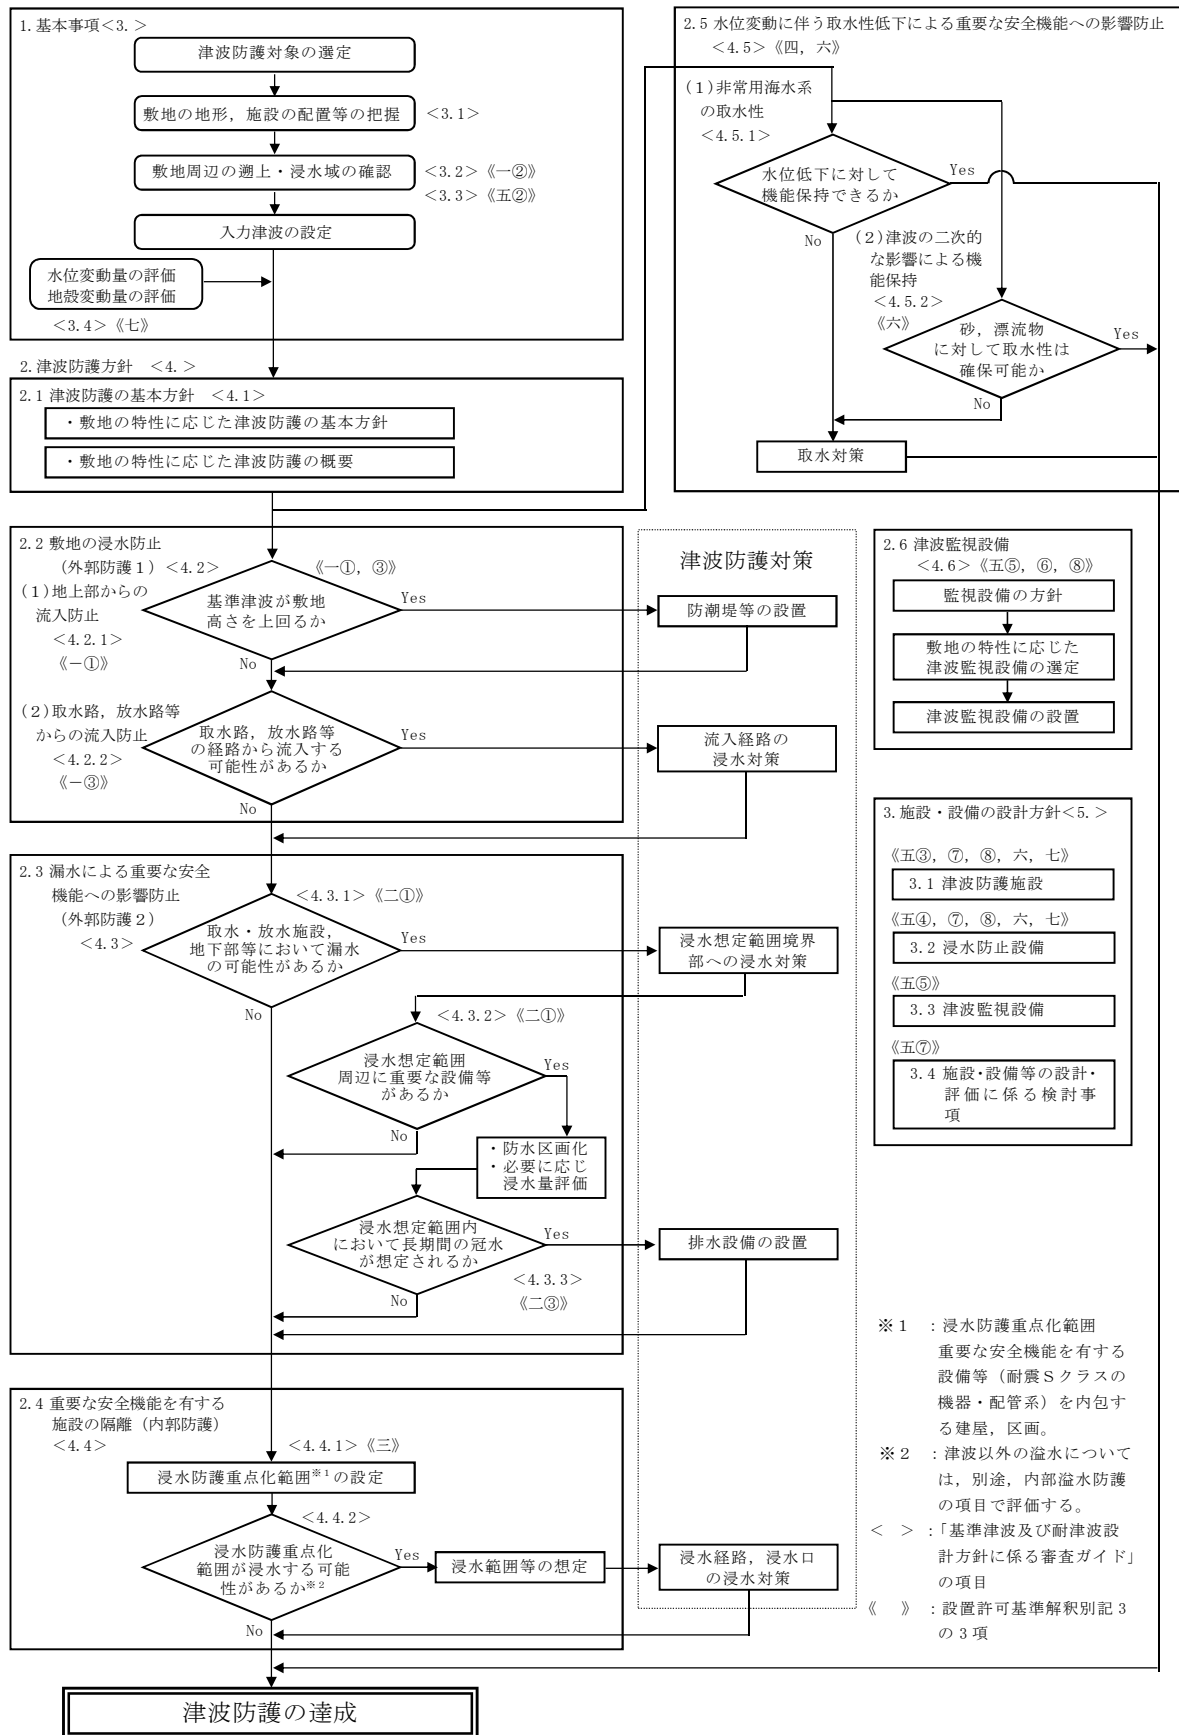 1. 基本事項<3. >
津波防護対象の選定
敷地の地形，施設の配置等の把握
<3.1>
敷地周辺の遡上・浸水域の確認
<3.2>《一②》
<3.3>《五②》
入力津波の設定
水位変動量の評価
地殻変動量の評価
<3.4>《七》
2. 津波防護方針　<4. >
2.1 津波防護の基本方針　<4.1>
・敷地の特性に応じた津波防護の基本方針
・敷地の特性に応じた津波防護の概要
2.2 敷地の浸水防止
（外郭防護１）<4.2>
《一①，③》
(１)地上部からの
流入防止
<4.2.1>
《－①》
基準津波が敷地
高さを上回るか
Yes
No
(２)取水路，放水路等
からの流入防止
<4.2.2>
《－③》
取水路，放水路等
の経路から流入する
可能性があるか
Yes
No
2.3 漏水による重要な安全
機能への影響防止
（外郭防護２）
<4.3>
<4.3.1>《二①》
取水・放水施設，
地下部等において漏水
の可能性があるか
Yes
No
<4.3.2>《二①》
浸水想定範囲
周辺に重要な設備等
があるか
Yes
No
・防水区画化
・必要に応じ
浸水量評価
浸水想定範囲内
において長期間の冠水
が想定されるか
Yes
<4.3.3>
《二③》
No
2.4 重要な安全機能を有する
施設の隔離（内郭防護）
<4.4>
<4.4.1>《三》
浸水防護重点化範囲※１の設定
<4.4.2>
浸水防護重点化
範囲が浸水する可能
性があるか※２
Yes
No
浸水範囲等の想定
津波防護の達成
津波防護対策
防潮堤等の設置
流入経路の
浸水対策
浸水想定範囲境界
部への浸水対策
排水設備の設置
浸水経路，浸水口
の浸水対策
2.5 水位変動に伴う取水性低下による重要な安全機能への影響防止
<4.5>《四，六》
(１)非常用海水系
の取水性
<4.5.1>
水位低下に対して
機能保持できるか
Yes
No
(２)津波の二次的
な影響による機
能保持
<4.5.2>
《六》
砂，漂流物
に対して取水性は
確保可能か
Yes
No
取水対策
2.6 津波監視設備
<4.6>《五⑤，⑥，⑧》
監視設備の方針
敷地の特性に応じた
津波監視設備の選定
津波監視設備の設置
3. 施設・設備の設計方針<5. >
《五③，⑦，⑧，六，七》
3.1 津波防護施設
《五④，⑦，⑧，六，七》
3.2 浸水防止設備
《五⑤》
3.3 津波監視設備
《五⑦》
3.4 施設・設備等の設計・
評価に係る検討事
項
※１　：浸水防護重点化範囲
重要な安全機能を有する
設備等（耐震Ｓクラスの
機器・配管系）を内包す
る建屋，区画。
※２　：津波以外の溢水について
は，別途，内部溢水防護
の項目で評価する。
<　>：「基準津波及び耐津波設
計方針に係る審査ガイド」
の項目
《　》：設置許可基準解釈別記３
の３項